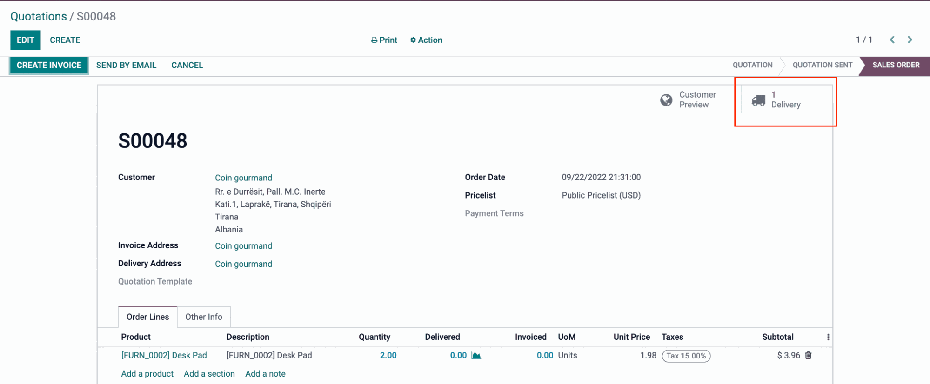 Quotations / S00048
EDIT CREATE Print Action 1 / 1
CREATE INVOICE SEND BY EMAIL CANCEL QUOTATION QUOTATION SENT SALES ORDER
Customer Preview
1 Delivery
S00048
Customer Coin gourmand
Rr. e Durrësit, Pall. M.C. Inerte
Kati.1, Laprakë, Tirana, Shqipëri
Tirana
Albania
Invoice Address Coin gourmand
Delivery Address Coin gourmand
Quotation Template
Order Date 09/22/2022 21:31:00
Pricelist Public Pricelist (USD)
Payment Terms
Order Lines Other Info
Product Description Quantity Delivered Invoiced UoM Unit Price Taxes Subtotal
[FURN_0002] Desk Pad [FURN_0002] Desk Pad 2.00 0.00 0.00 Units 1.98 Tax 15.00% $ 3.96
Add a product Add a section Add a note